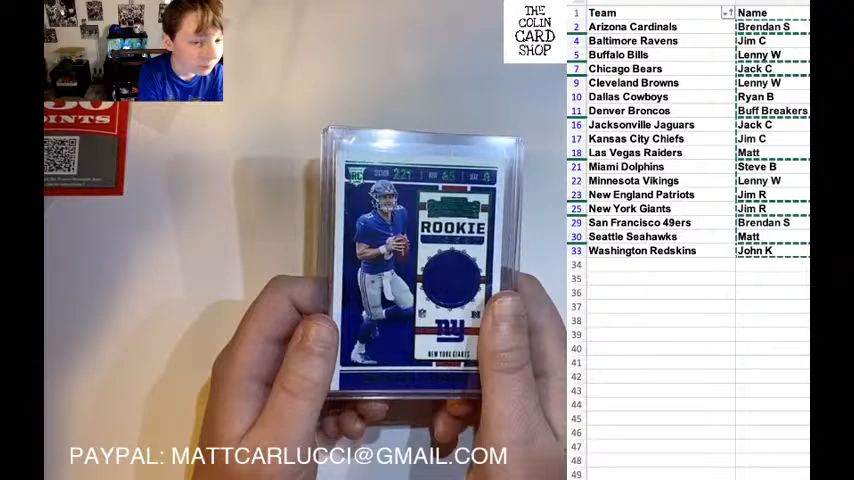 THE
COLIN
CARD
SHOP
POINTS
RC
ROOKIE
NY
NEW YORK GIANTS
PAYPAL: MATTCARLUCCI@GMAIL.COM
1 Team Name
2 Arizona Cardinals Brendan S
4 Baltimore Ravens Jim C
5 Buffalo Bills Lenny W
7 Chicago Bears Jack C
9 Cleveland Browns Lenny W
10 Dallas Cowboys Ryan B
11 Denver Broncos Buff Breakers
16 Jacksonville Jaguars Jack C
17 Kansas City Chiefs Jim C
18 Las Vegas Raiders Matt
21 Miami Dolphins Steve B
22 Minnesota Vikings Lenny W
23 New England Patriots Jim R
25 New York Giants Jim R
29 San Francisco 49ers Brendan S
30 Seattle Seahawks Matt
33 Washington Redskins John K
34
35
36
37
38
39
40
41
42
43
44
45
46
47
48
49